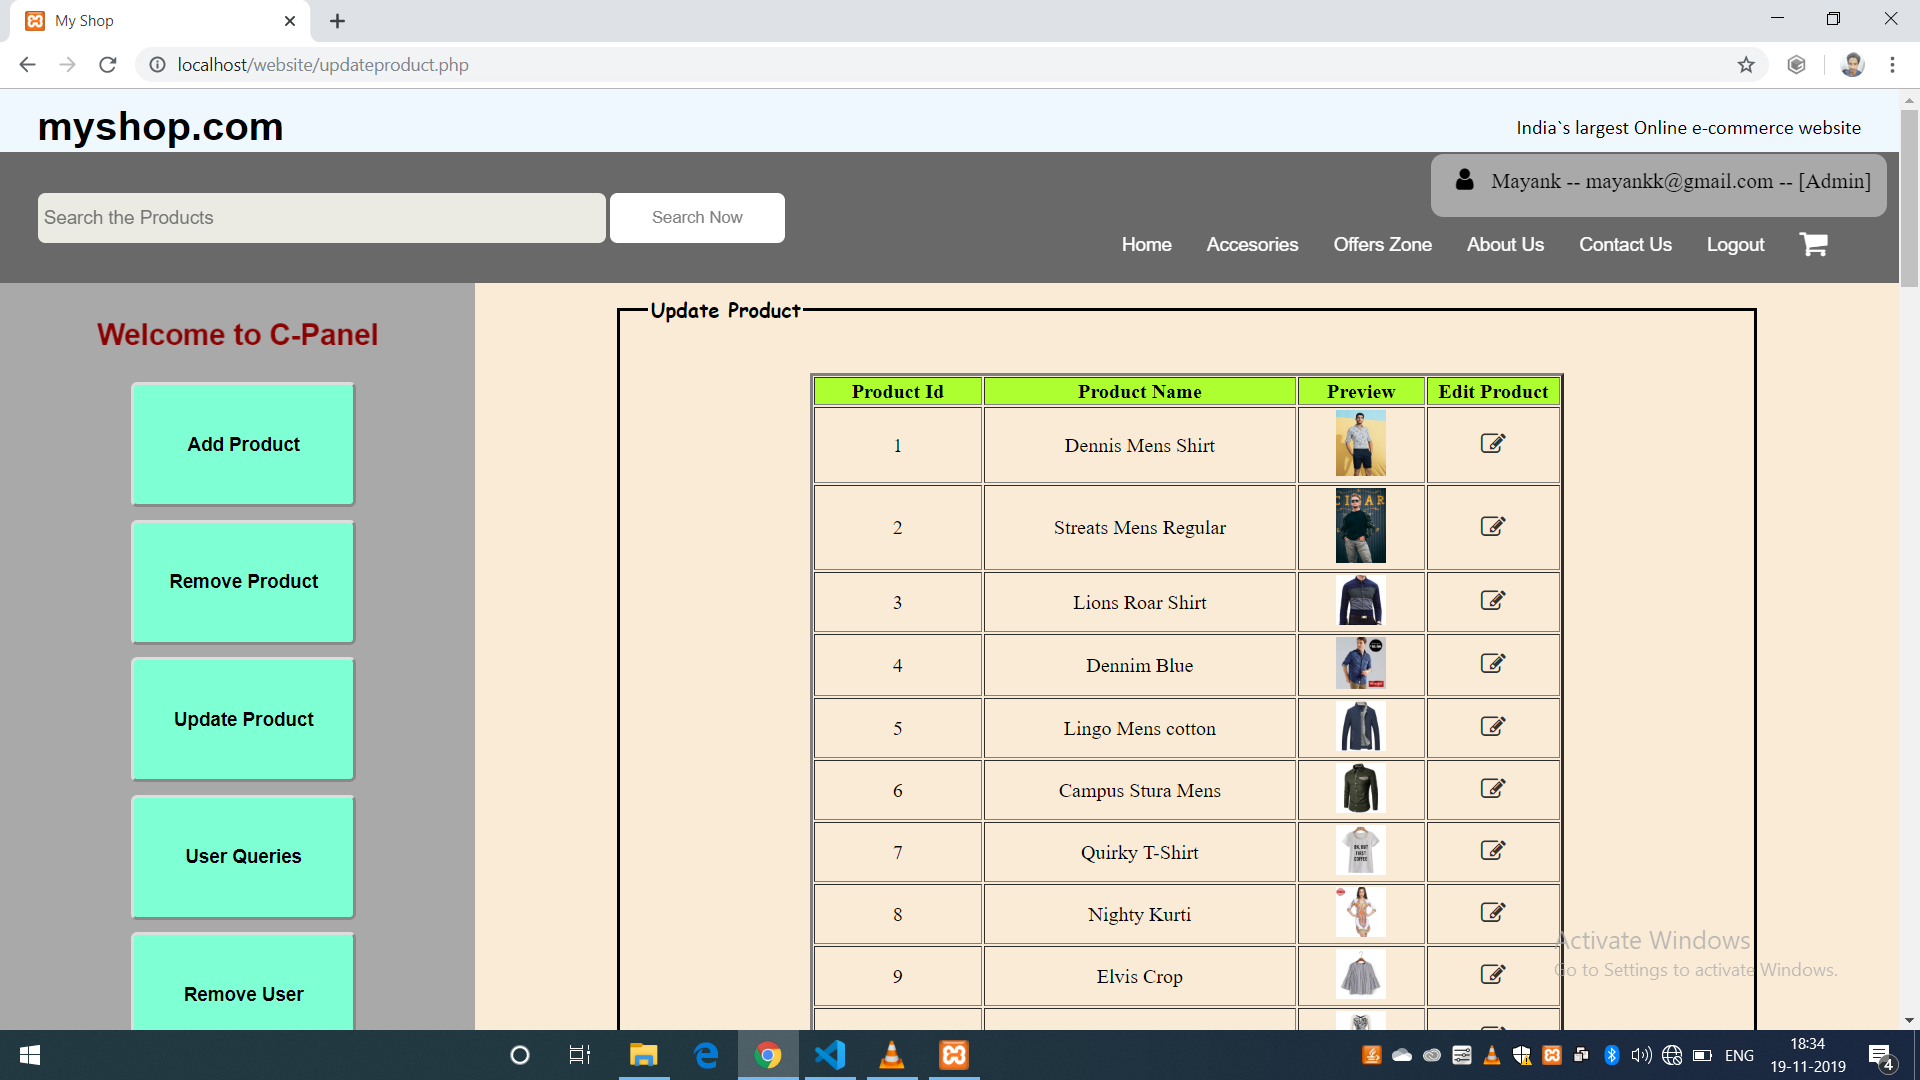 My Shop
localhost/website/updateproduct.php
myshop.com
India`s largest Online e-commerce website
Mayank -- mayankk@gmail.com -- [Admin]
Search the Products
Search Now
Home Accesories Offers Zone About Us Contact Us Logout
Welcome to C-Panel
Add Product
Remove Product
Update Product
User Queries
Remove User
Update Product
Product Id Product Name Preview Edit Product
1 Dennis Mens Shirt
2 Streats Mens Regular
3 Lions Roar Shirt
4 Dennim Blue
5 Lingo Mens cotton
6 Campus Stura Mens
7 Quirky T-Shirt
OK, BUT
FIRST
COFFEE
8 Nighty Kurti
9 Elvis Crop
Activate Windows
Go to Settings to activate Windows.
ENG
18:34
19-11-2019
4